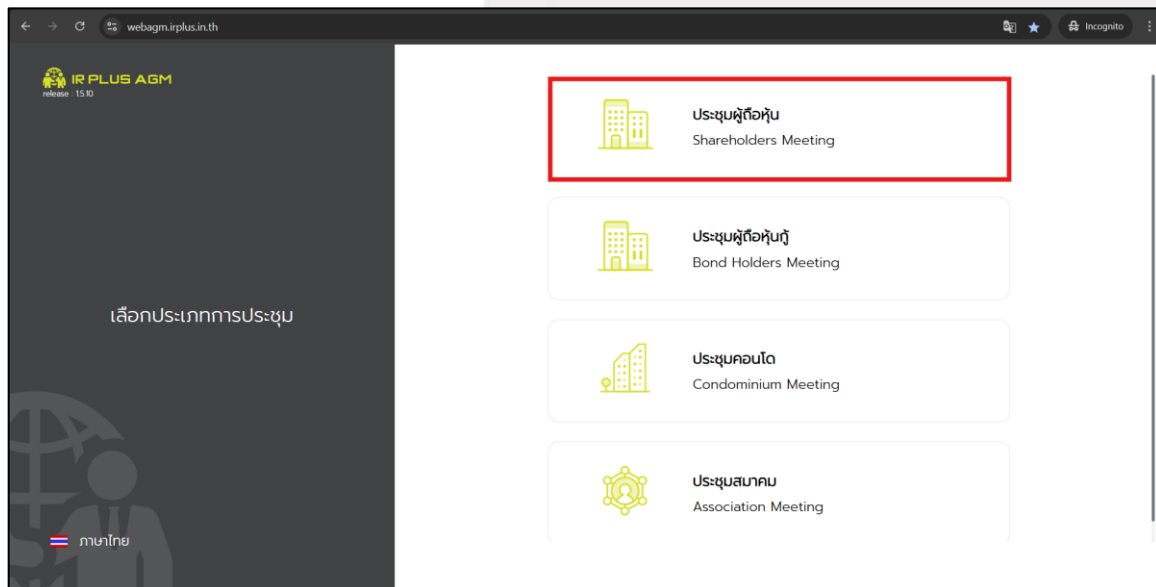 webagm.irplus.in.th
Incognito
IR PLUS AGM
release : 1.5.10
ประชุมผู้ถือหุ้น
Shareholders Meeting
ประชุมผู้ถือหุ้นกู้
Bond Holders Meeting
เลือกประเภทการประชุม
ประชุมคอนโด
Condominium Meeting
ประชุมสมาคม
Association Meeting
ภาษาไทย